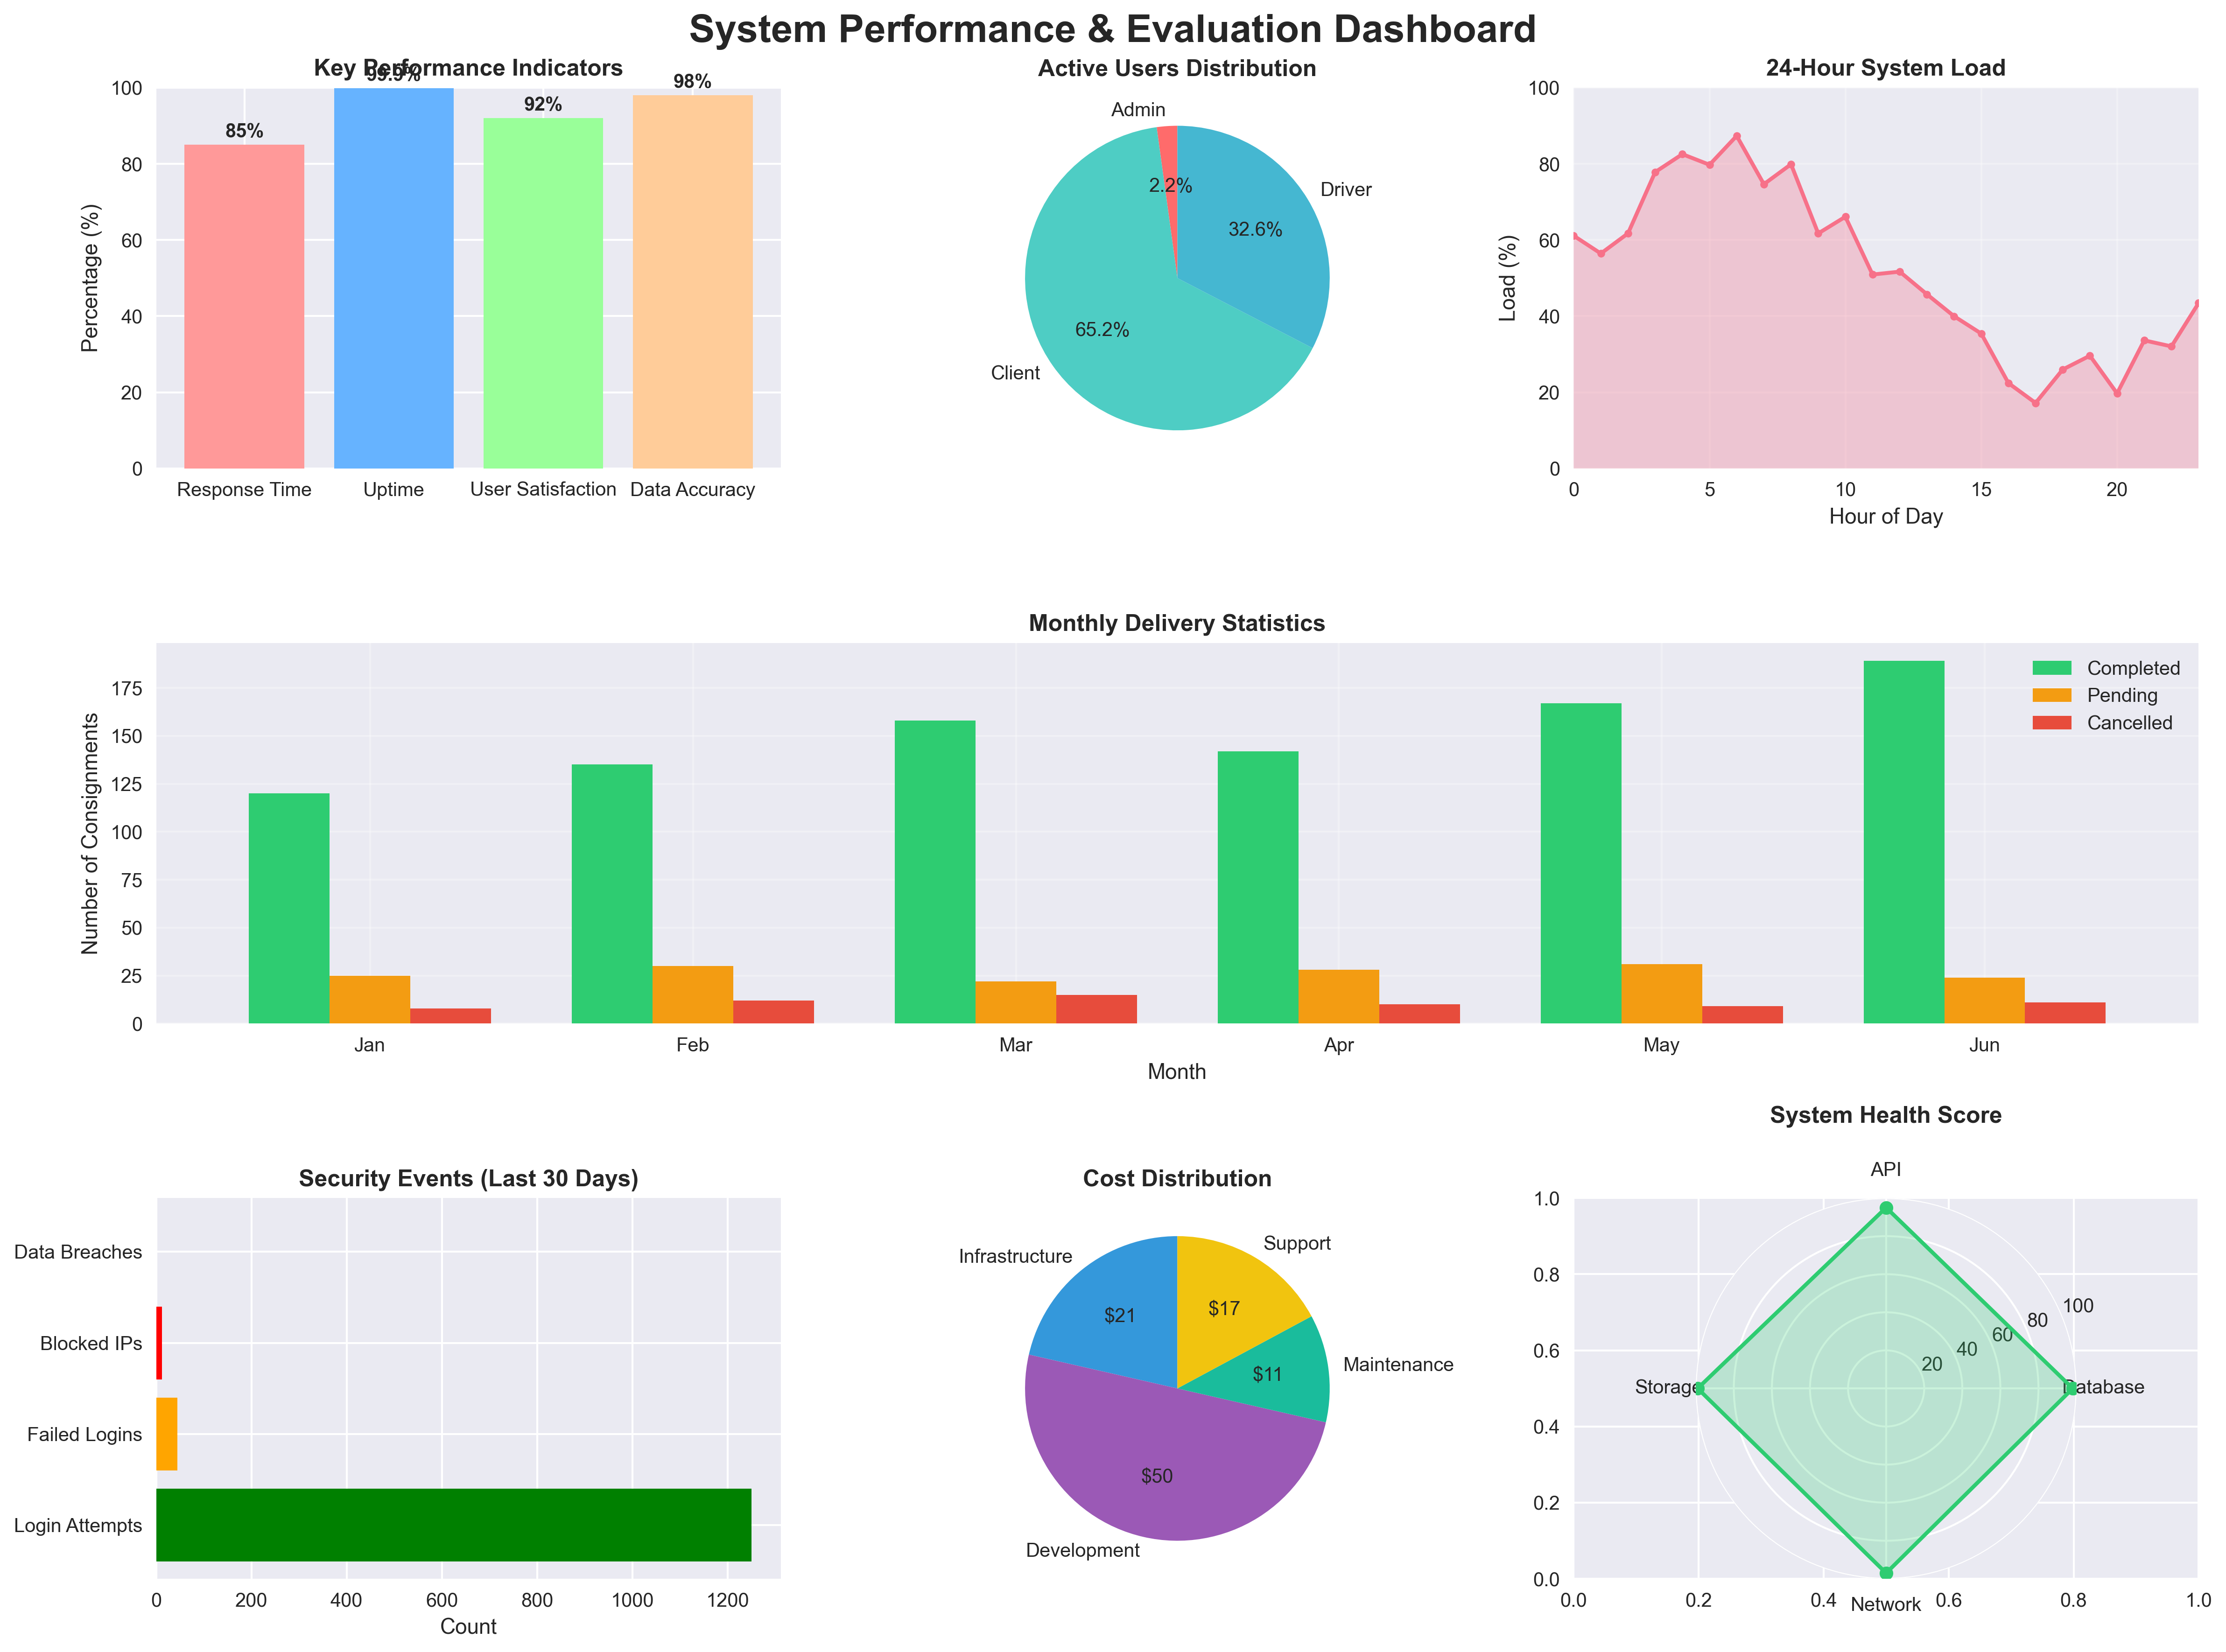 System Performance & Evaluation Dashboard
Key Performance Indicators
99.9%
98%
92%
85%
100
80
60
40
20
0
Percentage (%)
Response Time
Uptime
User Satisfaction
Data Accuracy
Active Users Distribution
Admin
2.2%
Driver
32.6%
65.2%
Client
24-Hour System Load
100
80
60
40
20
0
Load (%)
0 5 10 15 20
Hour of Day
Monthly Delivery Statistics
Completed
Pending
Cancelled
175
150
125
100
75
50
25
0
Number of Consignments
Jan Feb Mar Apr May Jun
Month
Security Events (Last 30 Days)
Data Breaches
Blocked IPs
Failed Logins
Login Attempts
0 200 400 600 800 1000 1200
Count
Cost Distribution
Infrastructure
Support
$21
$17
Maintenance
$11
$50
Development
System Health Score
API
1.0
0.8
0.6
0.4
0.2
0.0
100
80
60
40
20
Storage
Database
0.0 0.2 0.4 0.6 0.8 1.0
Network